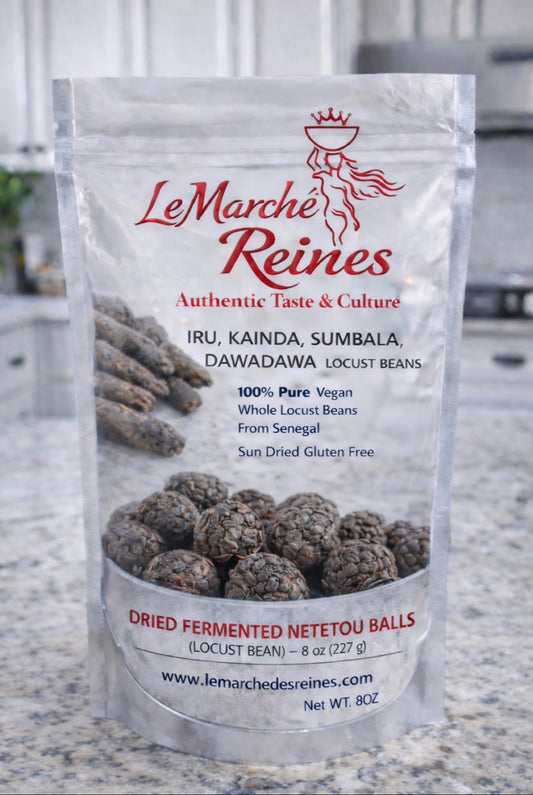 LeMarché
Reines
Authentic Taste & Culture
IRU, KAINDA, SUMBALA,
DAWADAWA LOCUST BEANS
100% Pure Vegan
Whole Locust Beans
From Senegal
Sun Dried Gluten Free
DRIED FERMENTED NETETOU BALLS
(LOCUST BEAN) – 8 oz (227 g)
www.lemarchedesreines.com
Net WT. 8OZ